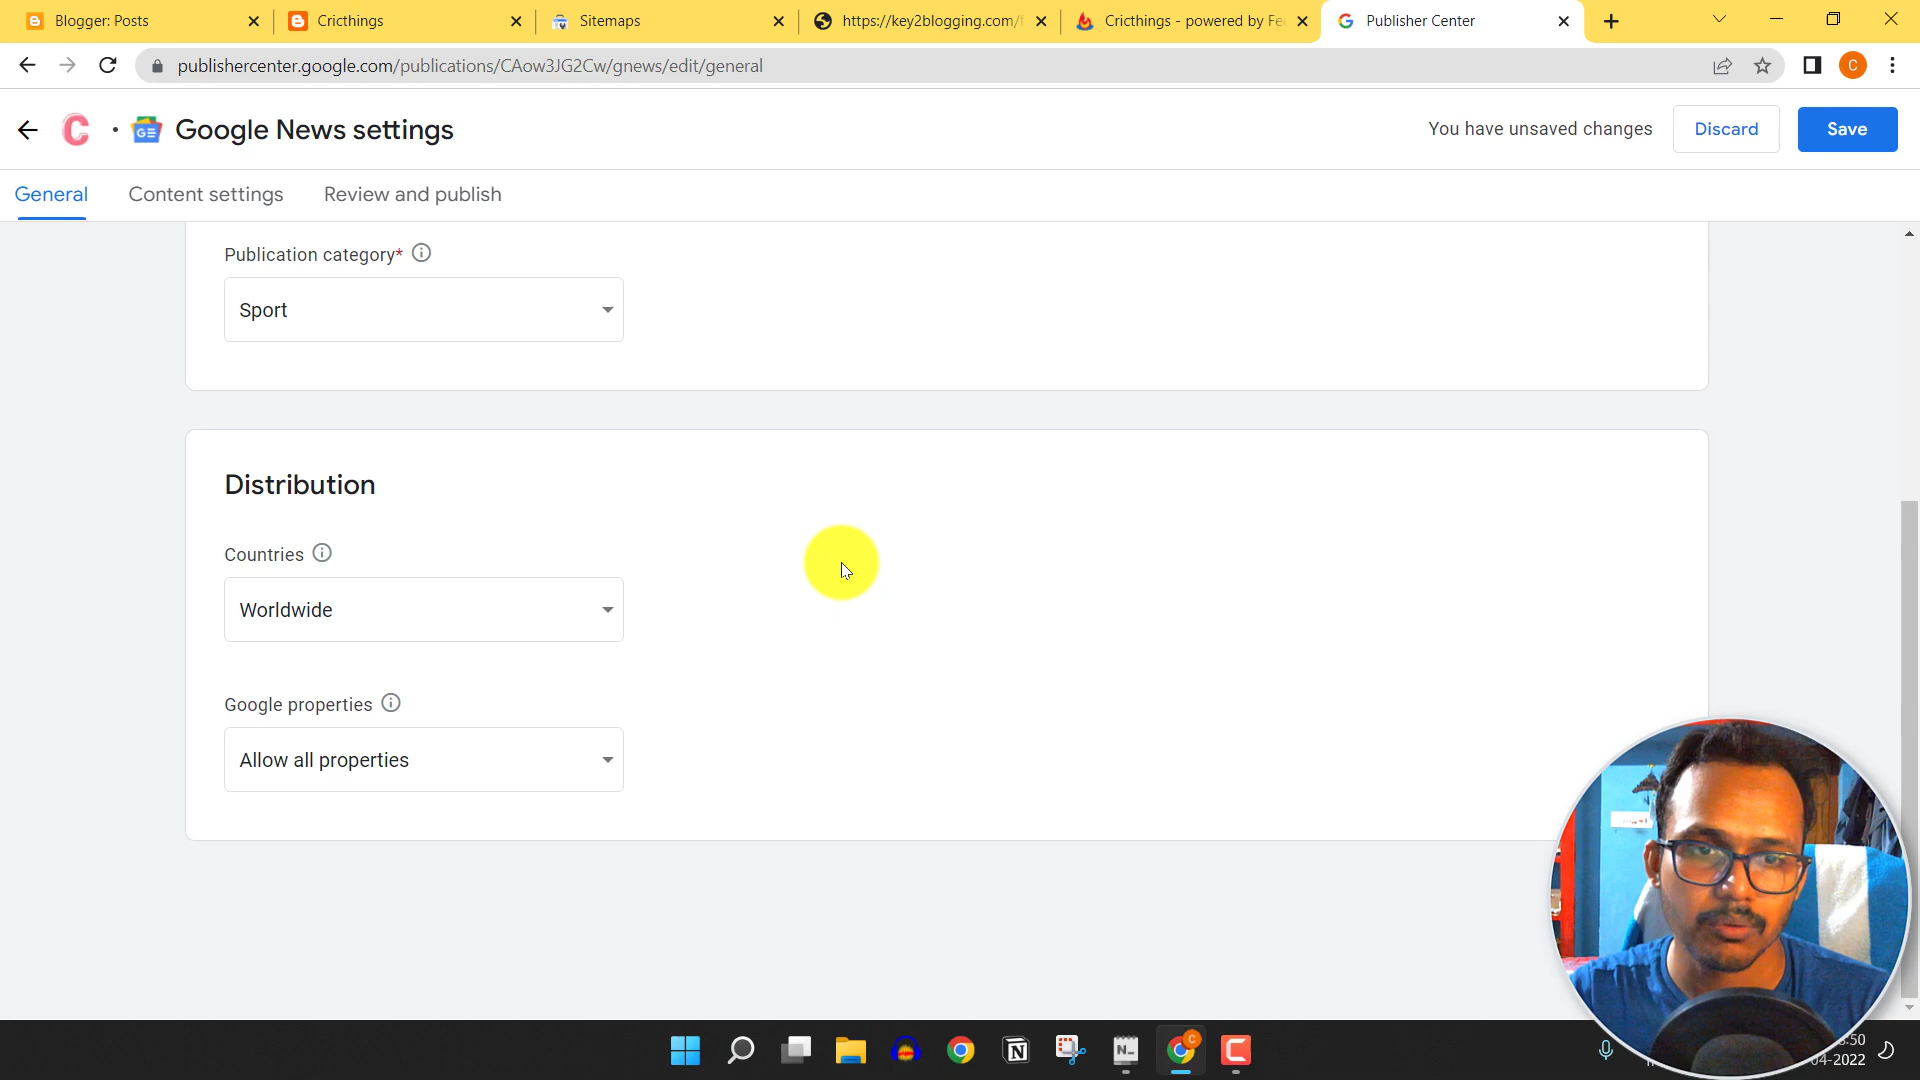 Blogger: Posts
Cricthings
Sitemaps
https://key2blogging.com/f
Cricthings - powered by Fe
Publisher Center
publishercenter.google.com/publications/CAow3JG2Cw/gnews/edit/general
C
C
GE
Google News settings
You have unsaved changes
Discard
Save
General
Content settings
Review and publish
Publication category*
Sport
Distribution
Countries
Worldwide
Google properties
Allow all properties
:50
04-2022